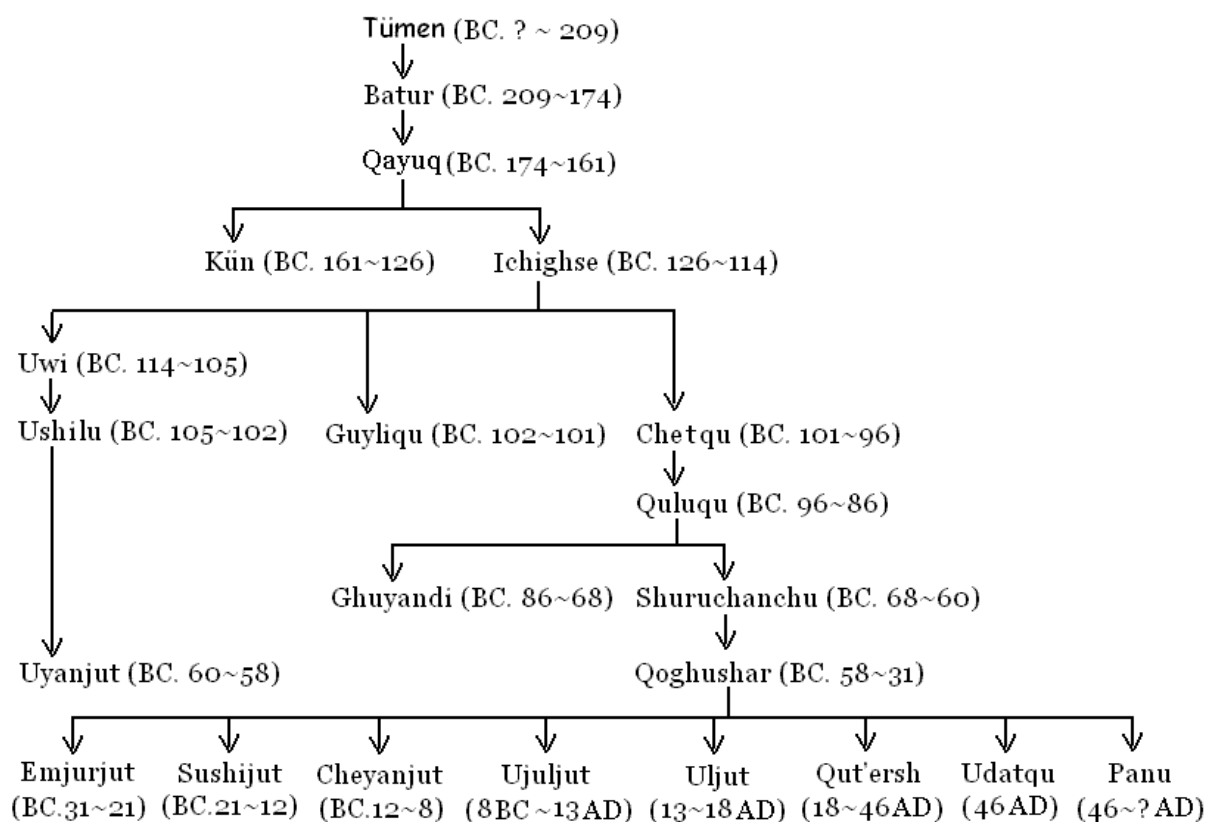 Tümen (BC. ? ~ 209)
Batur (BC. 209~174)
Qayuq (BC. 174~161)
Kün (BC. 161~126)
Ichighse (BC. 126~114)
Uwi (BC. 114~105)
Ushilu (BC. 105~102)
Guyliqu (BC. 102~101)
Chetqu (BC. 101~96)
Quluqu (BC. 96~86)
Ghuyandi (BC. 86~68)
Shuruchanchu (BC. 68~60)
Uyanjut (BC. 60~58)
Qoghushar (BC. 58~31)
Emjurjut
(BC.31~21)
Sushijut
(BC.21~12)
Cheyanjut
(BC.12~8)
Ujuljut
(8BC~13AD)
Uljut
(13~18AD)
Qut'ersh
(18~46AD)
Udatqu
(46AD)
Panu
(46~?AD)